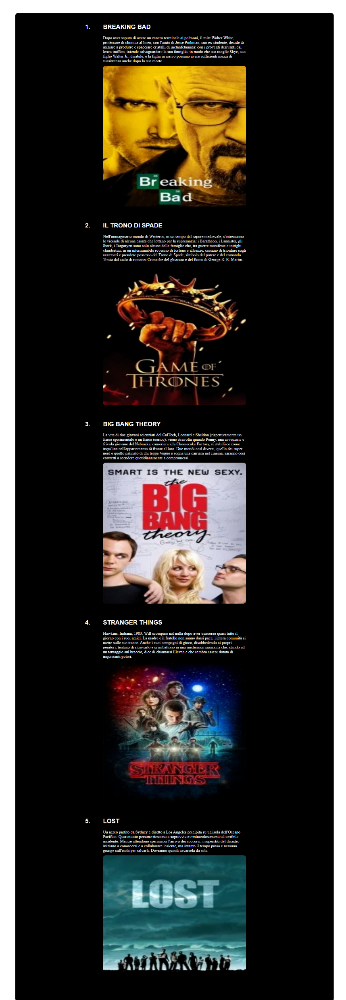 1. BREAKING BAD
Dopo aver saputo di avere un cancro terminale ai polmoni, il mite Walter White,
professore di chimica al liceo, con l'aiuto di Jesse Pinkman, suo ex-studente, decide di
iniziare a produrre e spacciare cristalli di metanfetamina: con i proventi derivanti dal
losco traffico, intende salvaguardare la sua famiglia, in modo che sua moglie Skye, suo
figlio Walter Jr., disabile, e la figlia in arrivo possano avere sufficienti mezzi di
sussistenza anche dopo la sua morte.
Breaking
Bad
2. IL TRONO DI SPADE
Nell'immaginario mondo di Westeros, in un tempo dal sapore medievale, s'intrecciano
le vicende di alcune casate che lottano per la supremazia: i Baratheon, i Lannister, gli
Stark, i Targaryen sono solo alcune delle famiglie che, tra guerre manifeste e intrighi
clandestini, in un interminabile rovescio di fortune e alleanze, cercano di trionfare sugli
avversari e prendere possesso del Trono di Spade, simbolo del potere e del comando.
Tratto dal ciclo di romanzi Cronache del ghiaccio e del fuoco di George R. R. Martin.
GAME OF
THRONES
3. BIG BANG THEORY
La vita di due giovani scienziati del CalTech, Leonard e Sheldon (rispettivamente un
fisico sperimentale e un fisico teorico), viene stravolta quando Penny, una avvenente e
frivola giovane del Nebraska, cameriera alla Cheesecake Factory, si stabilisce come
inquilina nell'appartamento di fronte al loro. Due mondi così diversi, quello dei super-
nerd e quello patinato di chi legge Vogue e sogna una carriera nel cinema, saranno così
costretti a scendere quotidianamente a compromessi...
SMART IS THE NEW SEXY.
the
BIG
BANG
theory
4. STRANGER THINGS
Hawkins, Indiana, 1983. Will scompare nel nulla dopo aver trascorso quasi tutto il
giorno con i suoi amici. La madre e il fratello non sanno darsi pace, l'intera comunità si
mette sulle sue tracce. Anche i suoi compagni di gioco, disobbedendo ai propri
genitori, tentano di ritrovarlo e si imbattono in una misteriosa ragazzina che, stando ad
un tatuaggio sul braccio, dice di chiamarsi Eleven e che sembra essere dotata di
inquietanti poteri.
STRANGER
THINGS
5. LOST
Un aereo partito da Sydney e diretto a Los Angeles precipita su un'isola dell'Oceano
Pacifico. Quarantotto persone riescono a sopravvivere miracolosamente al terribile
incidente. Mentre attendono speranzosi l'arrivo dei soccorsi, i superstiti del disastro
iniziano a conoscersi e a collaborare insieme, ma intanto il tempo passa e nessuno
giunge sull'isola per salvarli. Dovranno quindi cavarsela da soli.
LOST